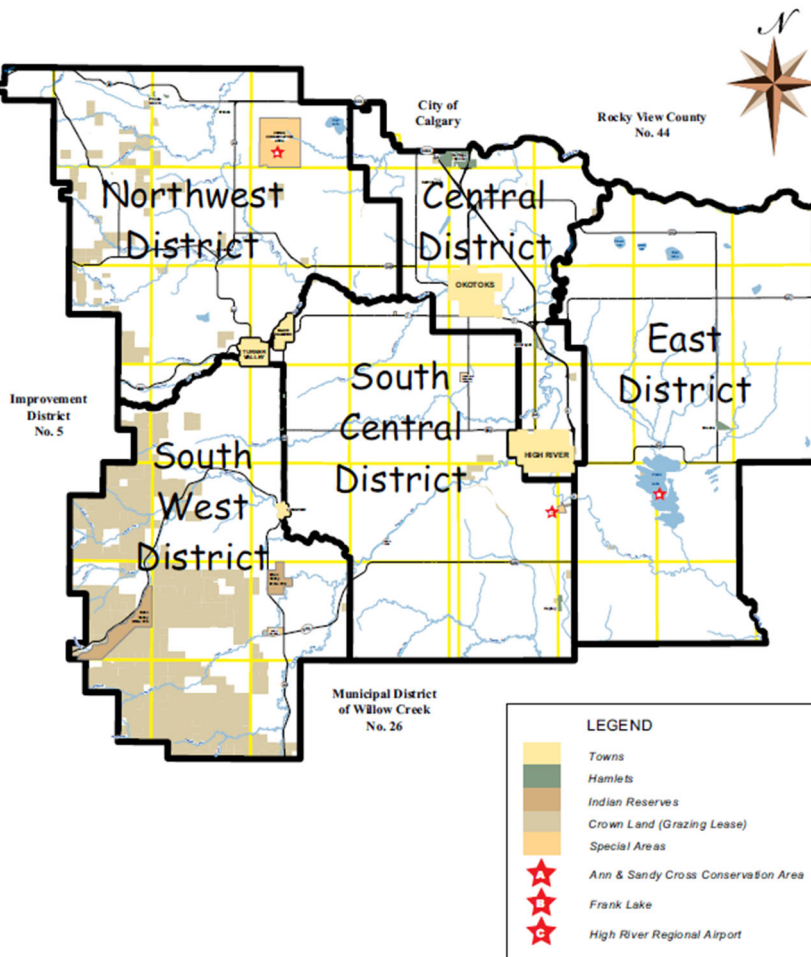 N
City of
Calgary
Rocky View County
No. 44
Northwest
District
Central
District
OKOTOKS
East
District
TURNER
VALLEY
South
Central
District
Improvement
District
No. 5
HIGH RIVER
South
West
District
Municipal District
of Willow Creek
No. 26
LEGEND
Towns
Hamlets
Indian Reserves
Crown Land (Grazing Lease)
Special Areas
A
Ann & Sandy Cross Conservation Area
B
Frank Lake
C
High River Regional Airport